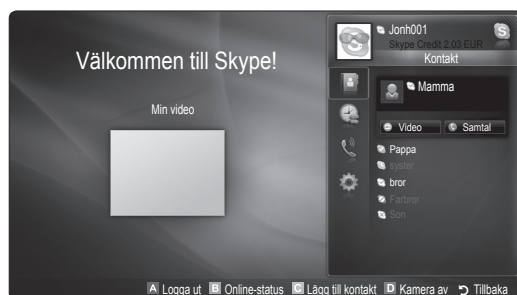 Välkommen till Skype!
Min video
Jonh001
Skype Credit 2.03 EUR
Kontakt
Mamma
Video Samtal
Pappa
syster
bror
Farbror
Son
A Logga ut B Online-status C Lägg till kontakt D Kamera av Tillbaka